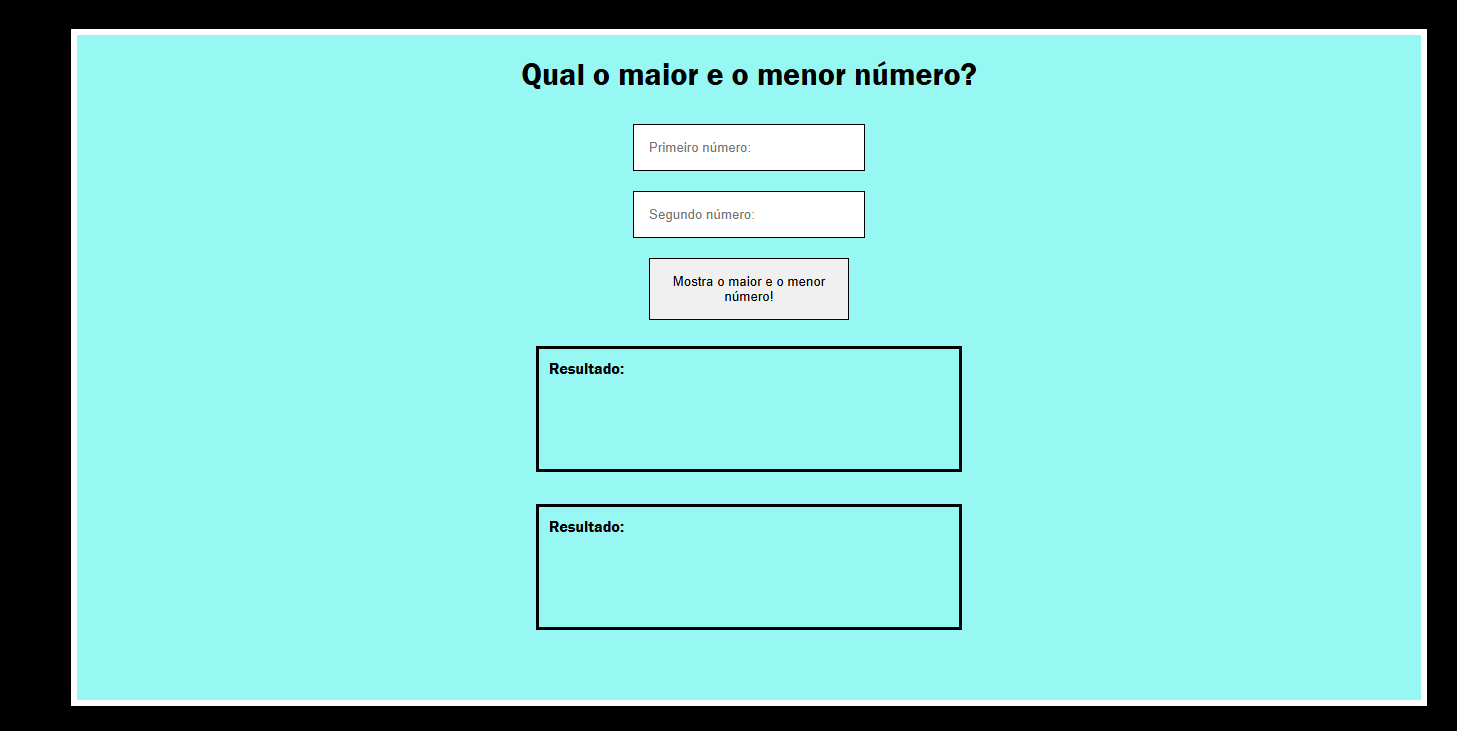 Qual o maior e o menor número?
Primeiro número:
Segundo número:
Mostra o maior e o menor
número!
Resultado:
Resultado: